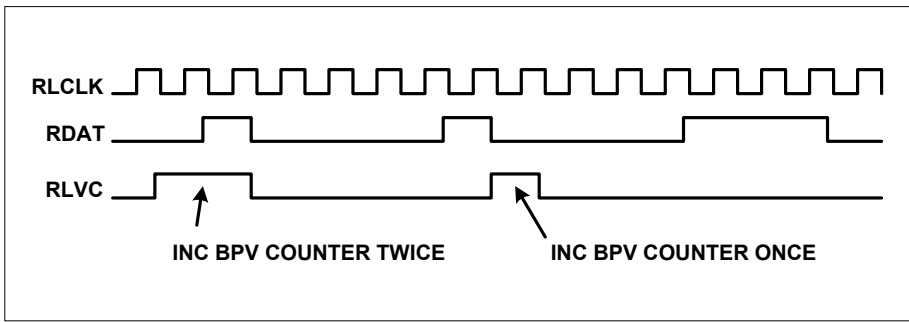 RLCLK
RDAT
RLVC
INC BPV COUNTER TWICE
INC BPV COUNTER ONCE